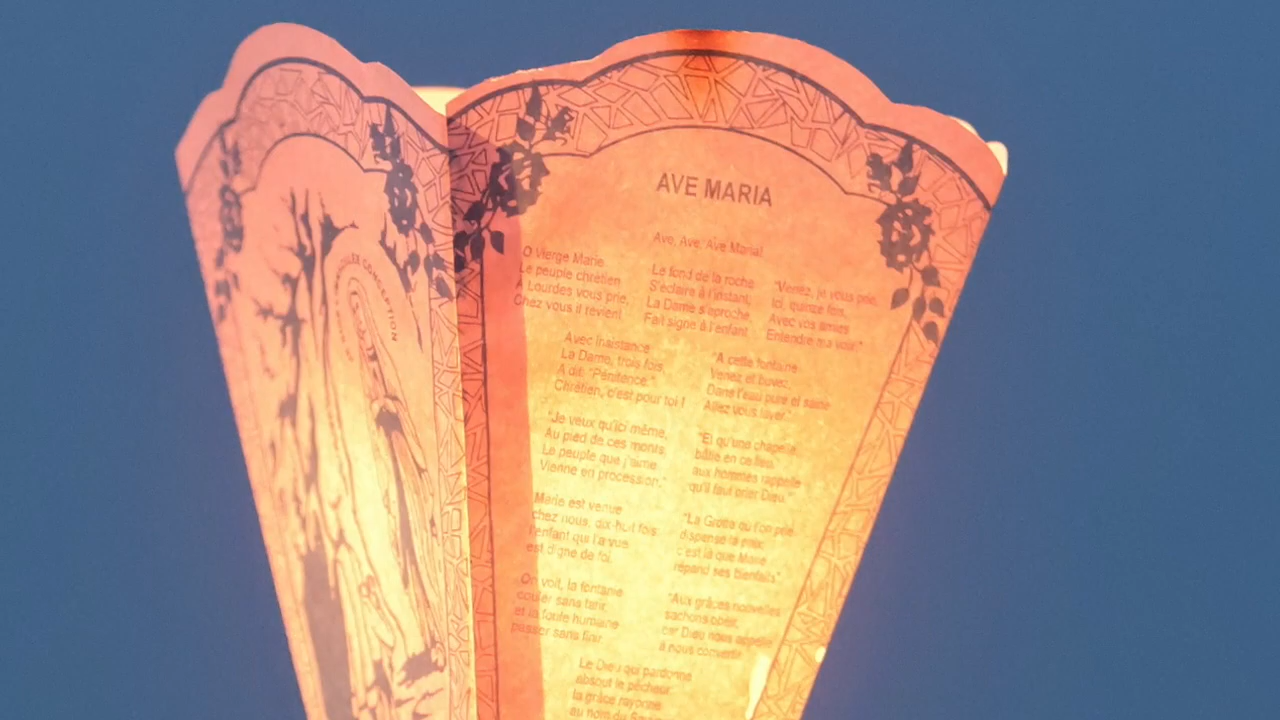 AVE MARIA
Ave, Ave, Ave Maria!
O Vierge Marie
Le peuple chrétien
À Lourdes vous prie,
Chez vous il revient.
Le fond de la roche
S'éclaire à l'instant;
La Dame s'aproche,
Fait signe à l'enfant.
"Venez, je vous prie,
Ici, quinze fois,
Avec vos amies
Entendre ma voix."
Avec insistance
La Dame, trois fois,
A dit: "Pénitence."
Chrétien, c'est pour toi !
"A cette fontaine
Venez et buvez,
Dans l'eau pure et saine
Allez vous laver."
"Je veux qu'ici même,
Au pied de ces monts,
Le peuple que j'aime
Vienne en procession."
"Et qu'une chapelle
bâtie en ce lieu,
aux hommes rappelle
qu'il faut prier Dieu."
Marie est venue
chez nous, dix-huit fois
l'enfant qui l'a vue
est digne de foi.
"La Grotte où l'on prie
dispense la paix;
c'est là que Marie
répand ses bienfaits"
On voit, la fontaine
couler sans tarir
et la foule humaine
passer sans finir.
"Aux grâces nouvelles
sachons obéir,
car Dieu nous appelle
à nous convertir.
Le Dieu qui pardonne
absout le pécheur:
la grâce rayonne
au nom du
CONCEPTION